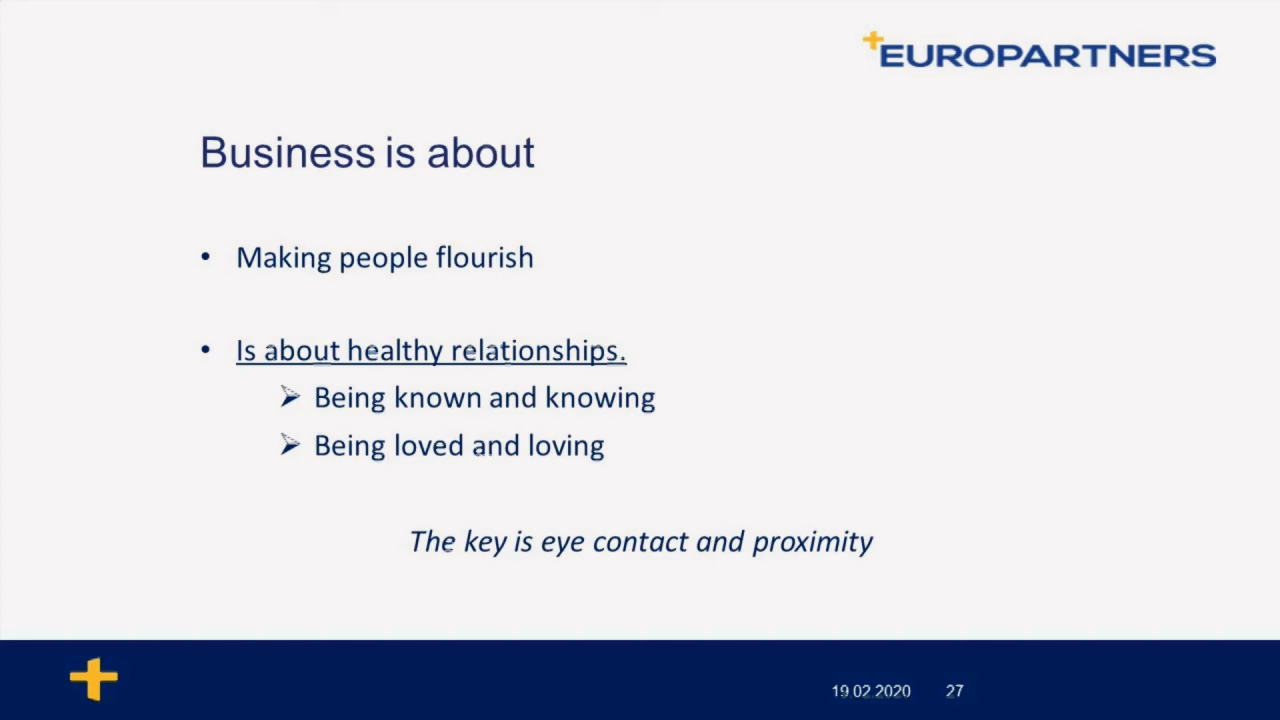 EUROPARTNERS
Business is about
• Making people flourish
• Is about healthy relationships.
➢ Being known and knowing
➢ Being loved and loving
The key is eye contact and proximity
19.02.2020 27